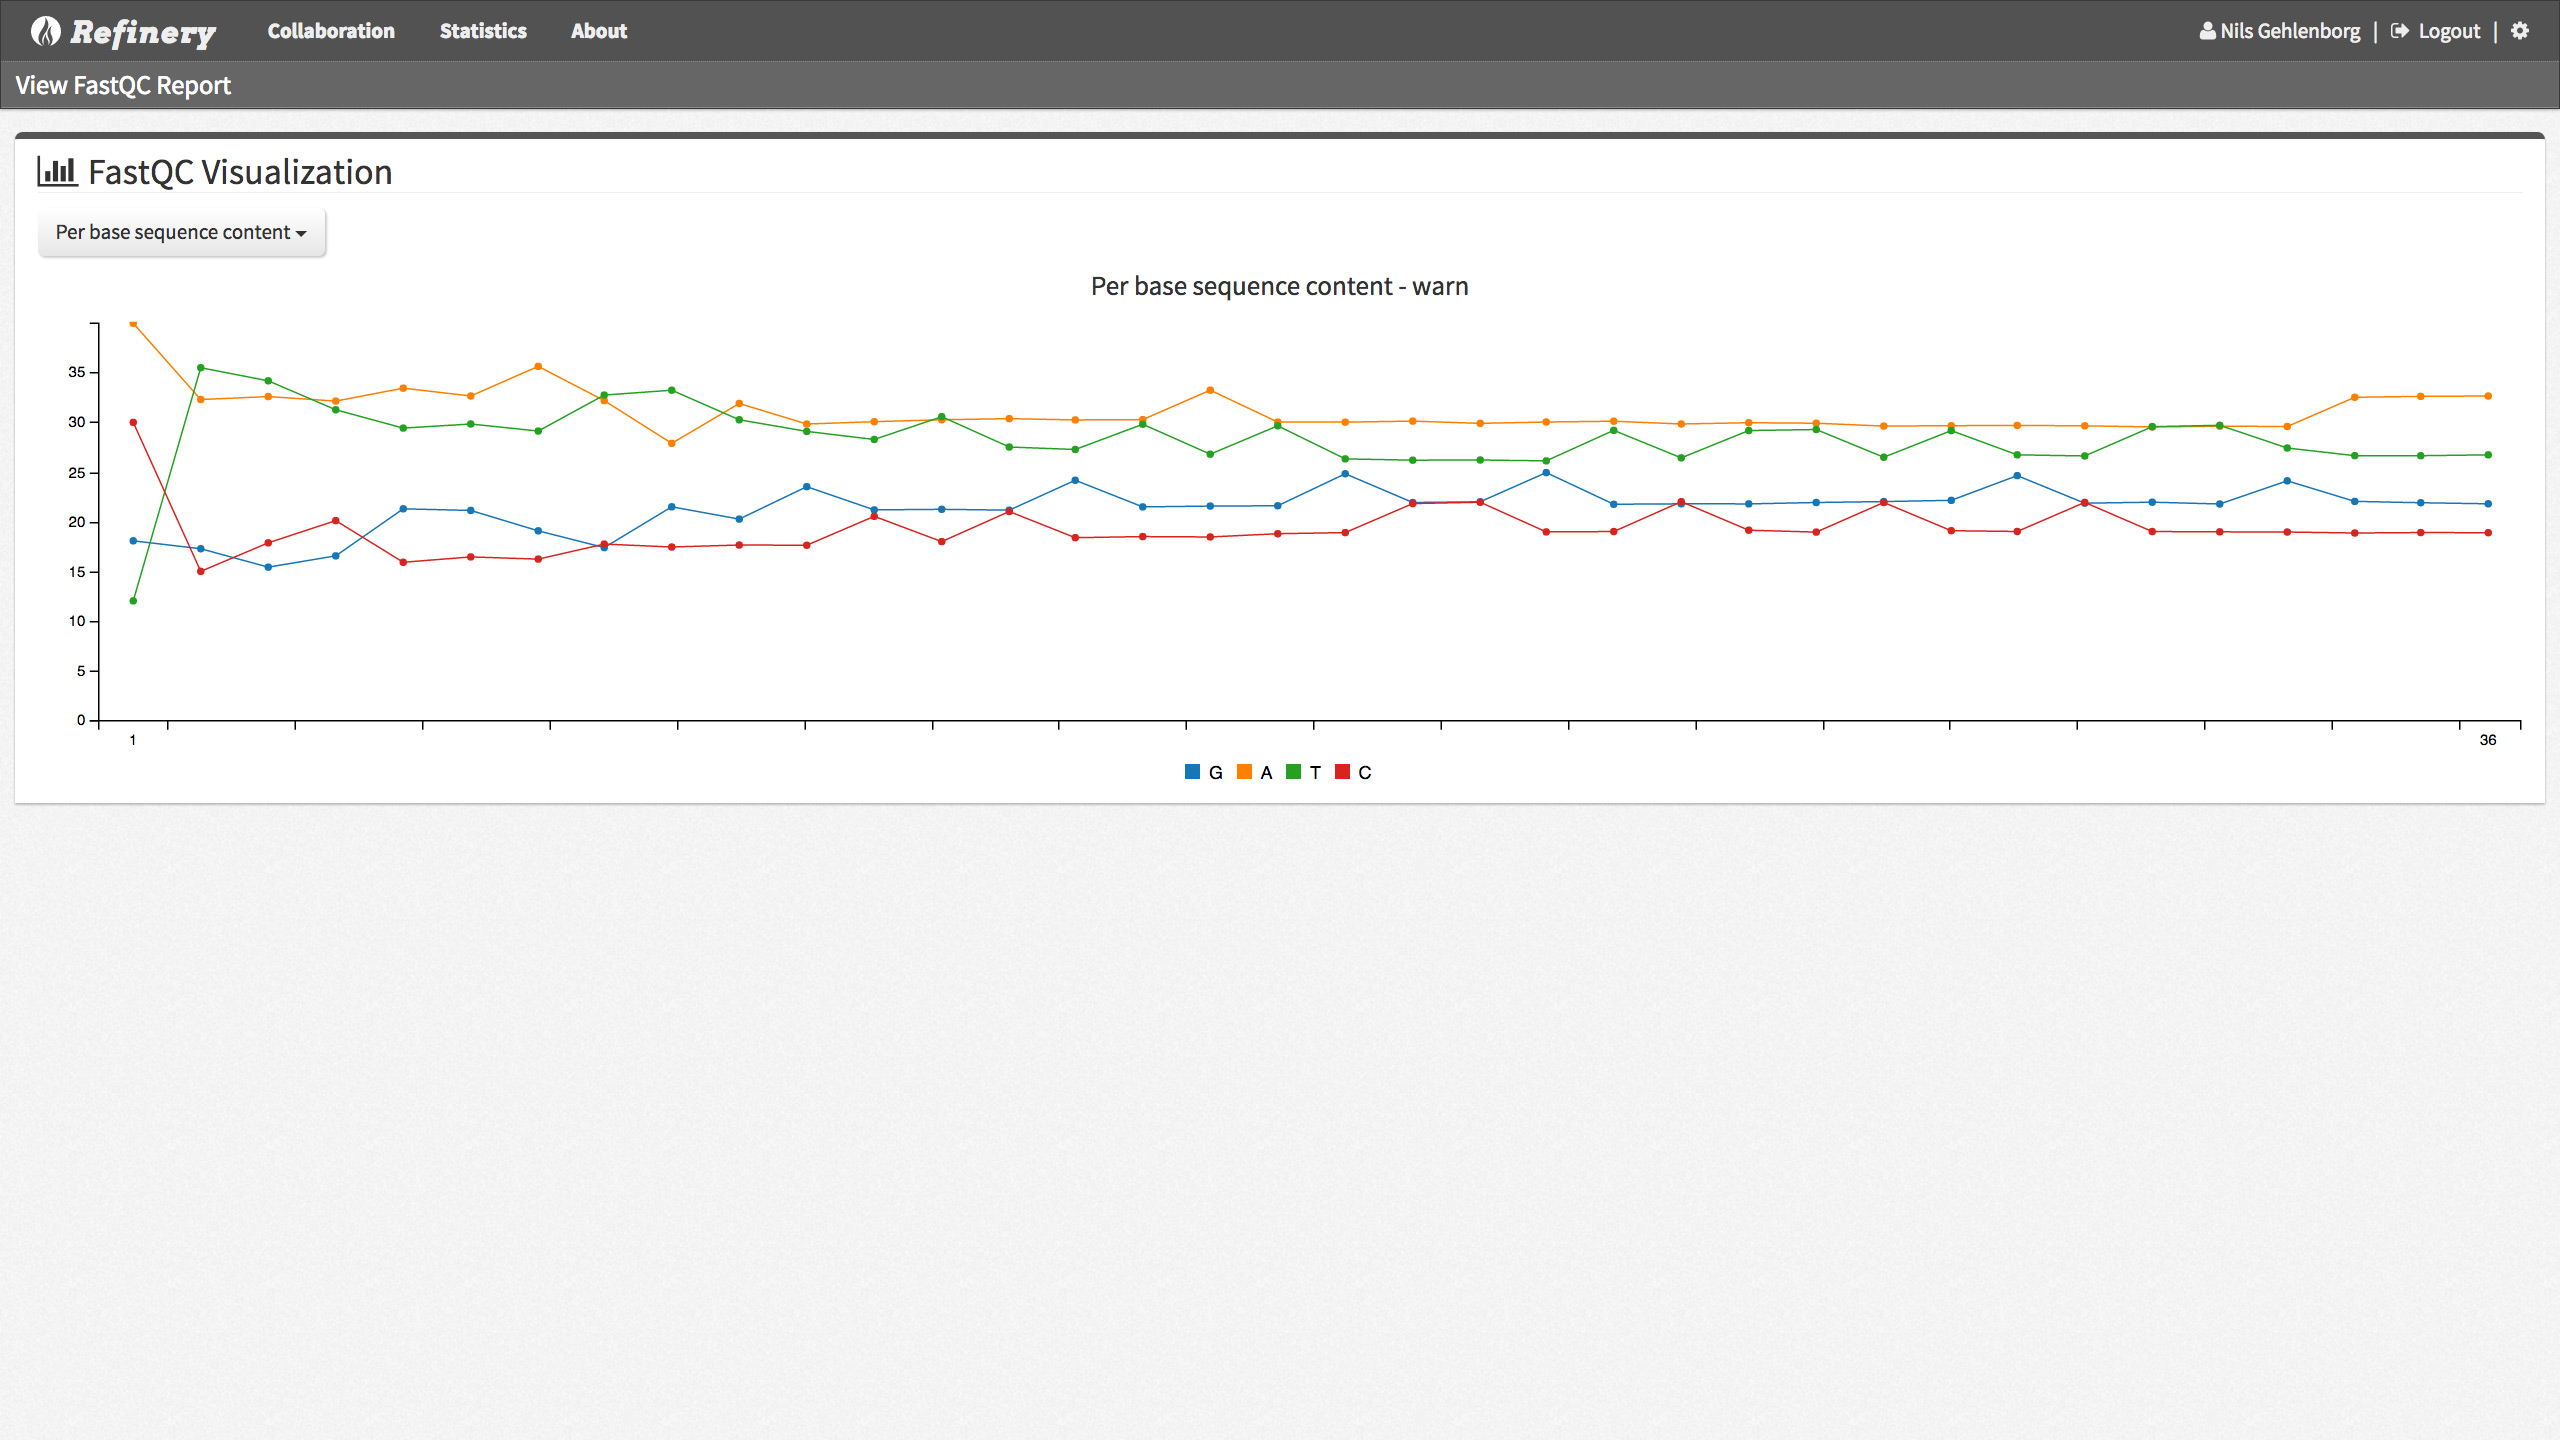 Refinery Collaboration Statistics About Nils Gehlenborg | Logout |
View FastQC Report
FastQC Visualization
Per base sequence content
Per base sequence content - warn
35
30
25
20
15
10
5
0
1 36
G A T C